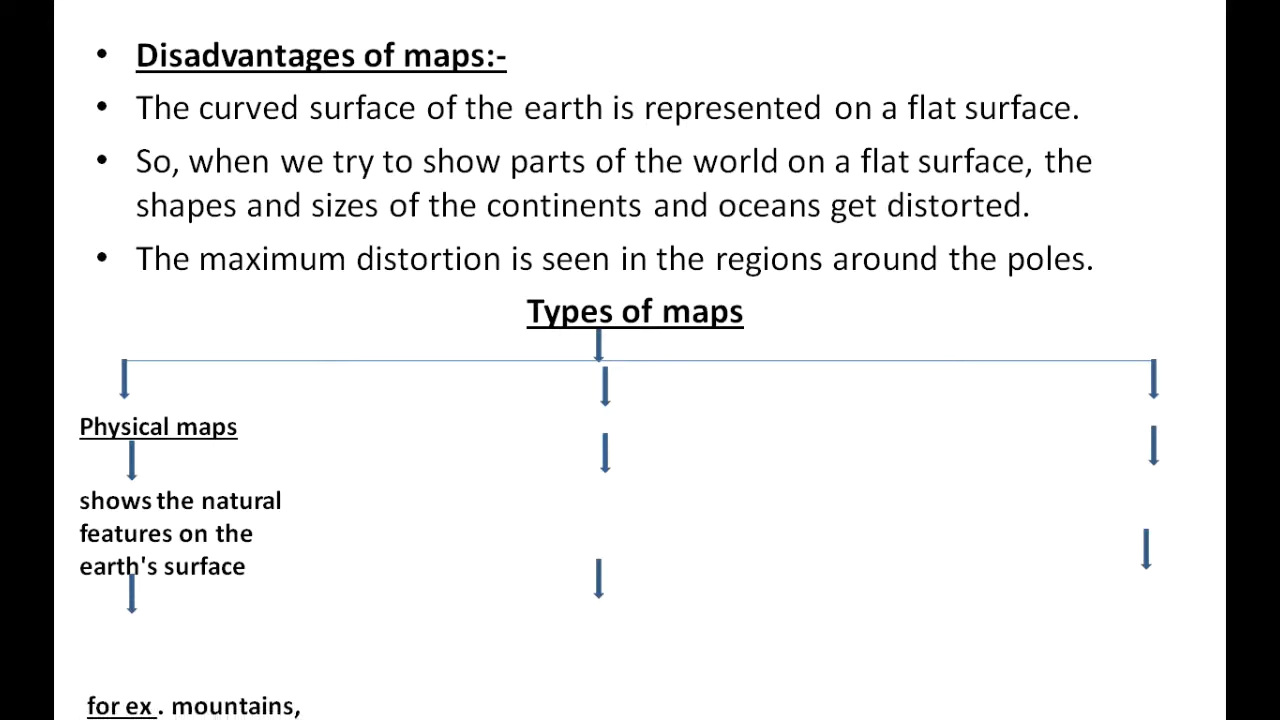 • Disadvantages of maps:-
• The curved surface of the earth is represented on a flat surface.
• So, when we try to show parts of the world on a flat surface, the
shapes and sizes of the continents and oceans get distorted.
• The maximum distortion is seen in the regions around the poles.
Types of maps
Physical maps
shows the natural
features on the
earth's surface
for ex . mountains,